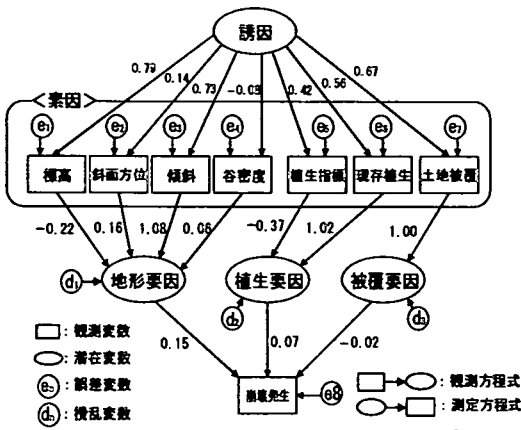 誘因
0.79 0.14 0.73 -0.03 0.42 0.56 0.67
<素因>
e₁ e₂ e₃ e₄ e₅ e₆ e₇
標高 斜面方位 傾斜 谷密度 植生指標 現存植生 土地被覆
-0.22 0.16 1.08 0.06 -0.37 1.02 1.00
d₁ 地形要因 植生要因 被覆要因
d₂ d₃
0.15 0.07 -0.02
崩壊発生 e8
□:観測変数
○:潜在変数
:誤差変数
dₙ:撹乱変数
□→○:観測方程式
○→□:測定方程式